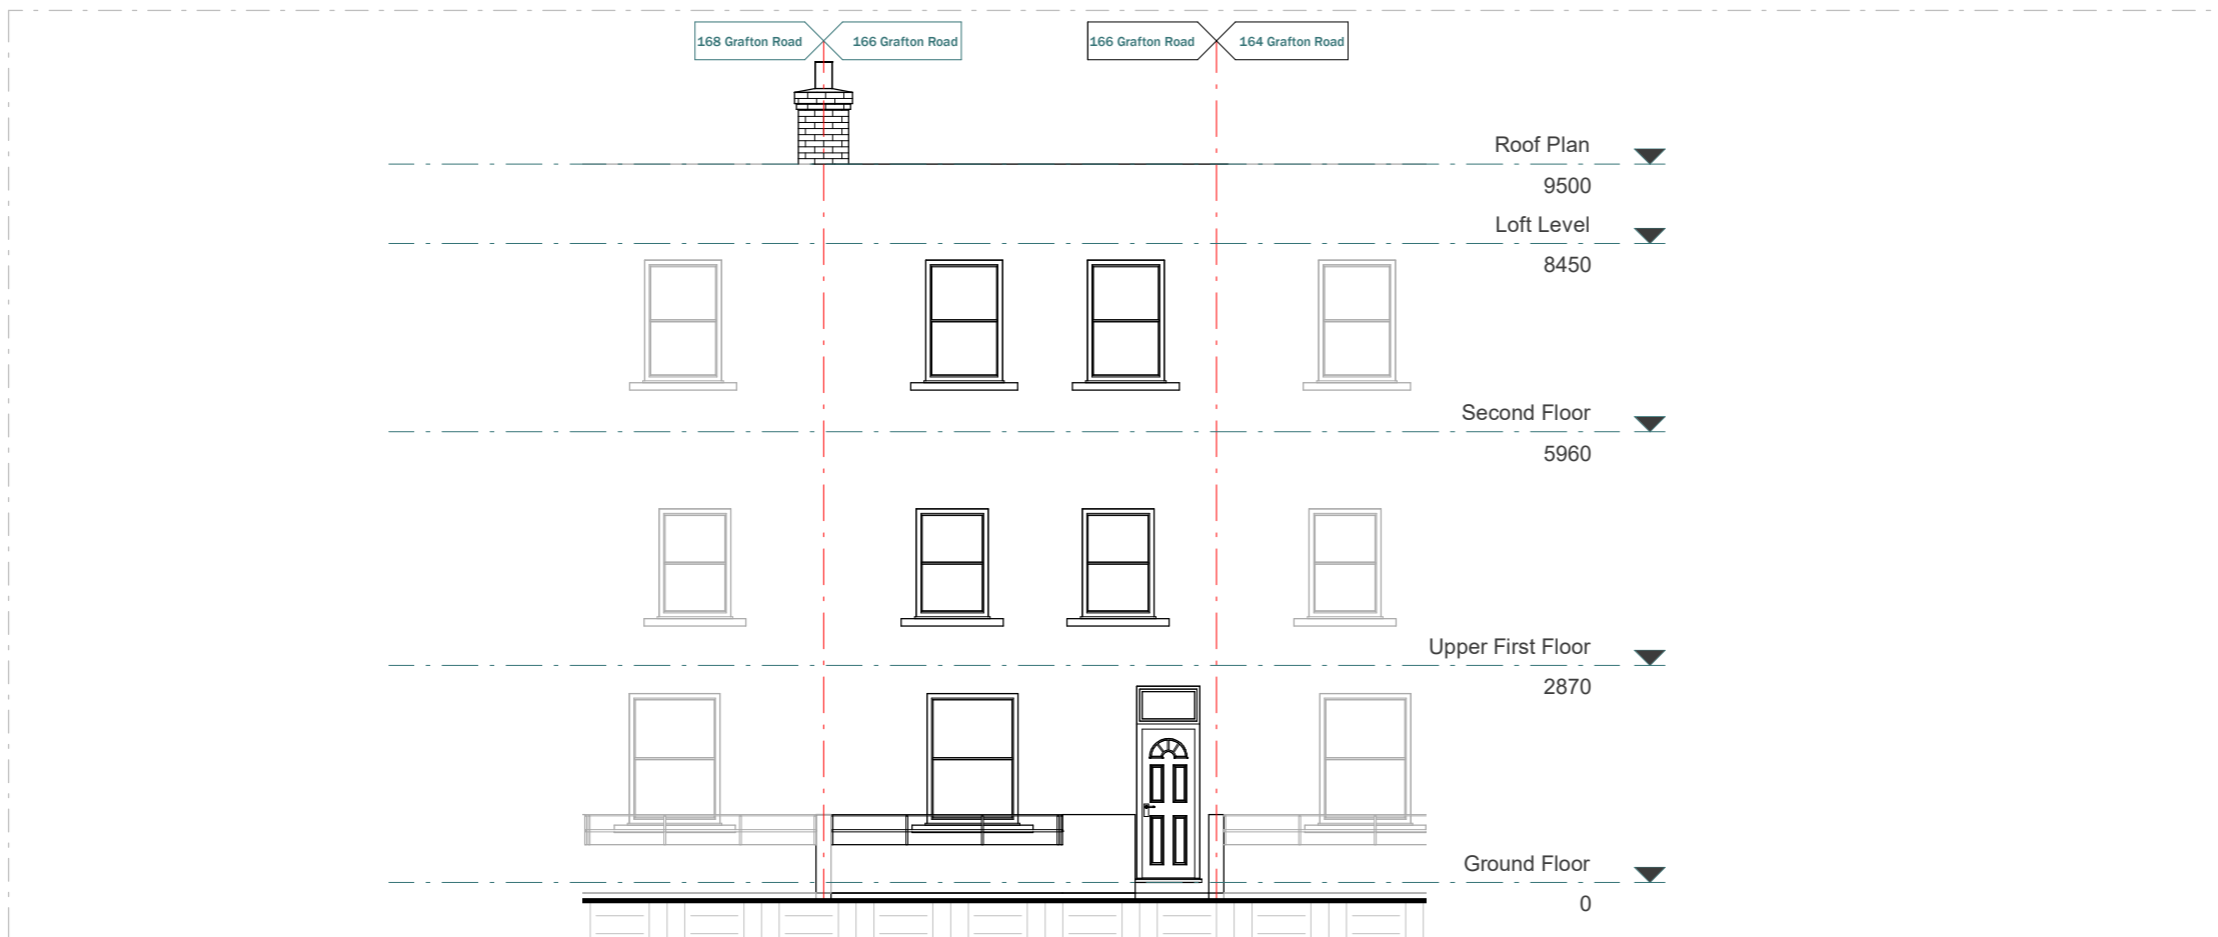 168 Grafton Road
166 Grafton Road
166 Grafton Road
164 Grafton Road
Roof Plan
9500
Loft Level
8450
Second Floor
5960
Upper First Floor
2870
Ground Floor
0